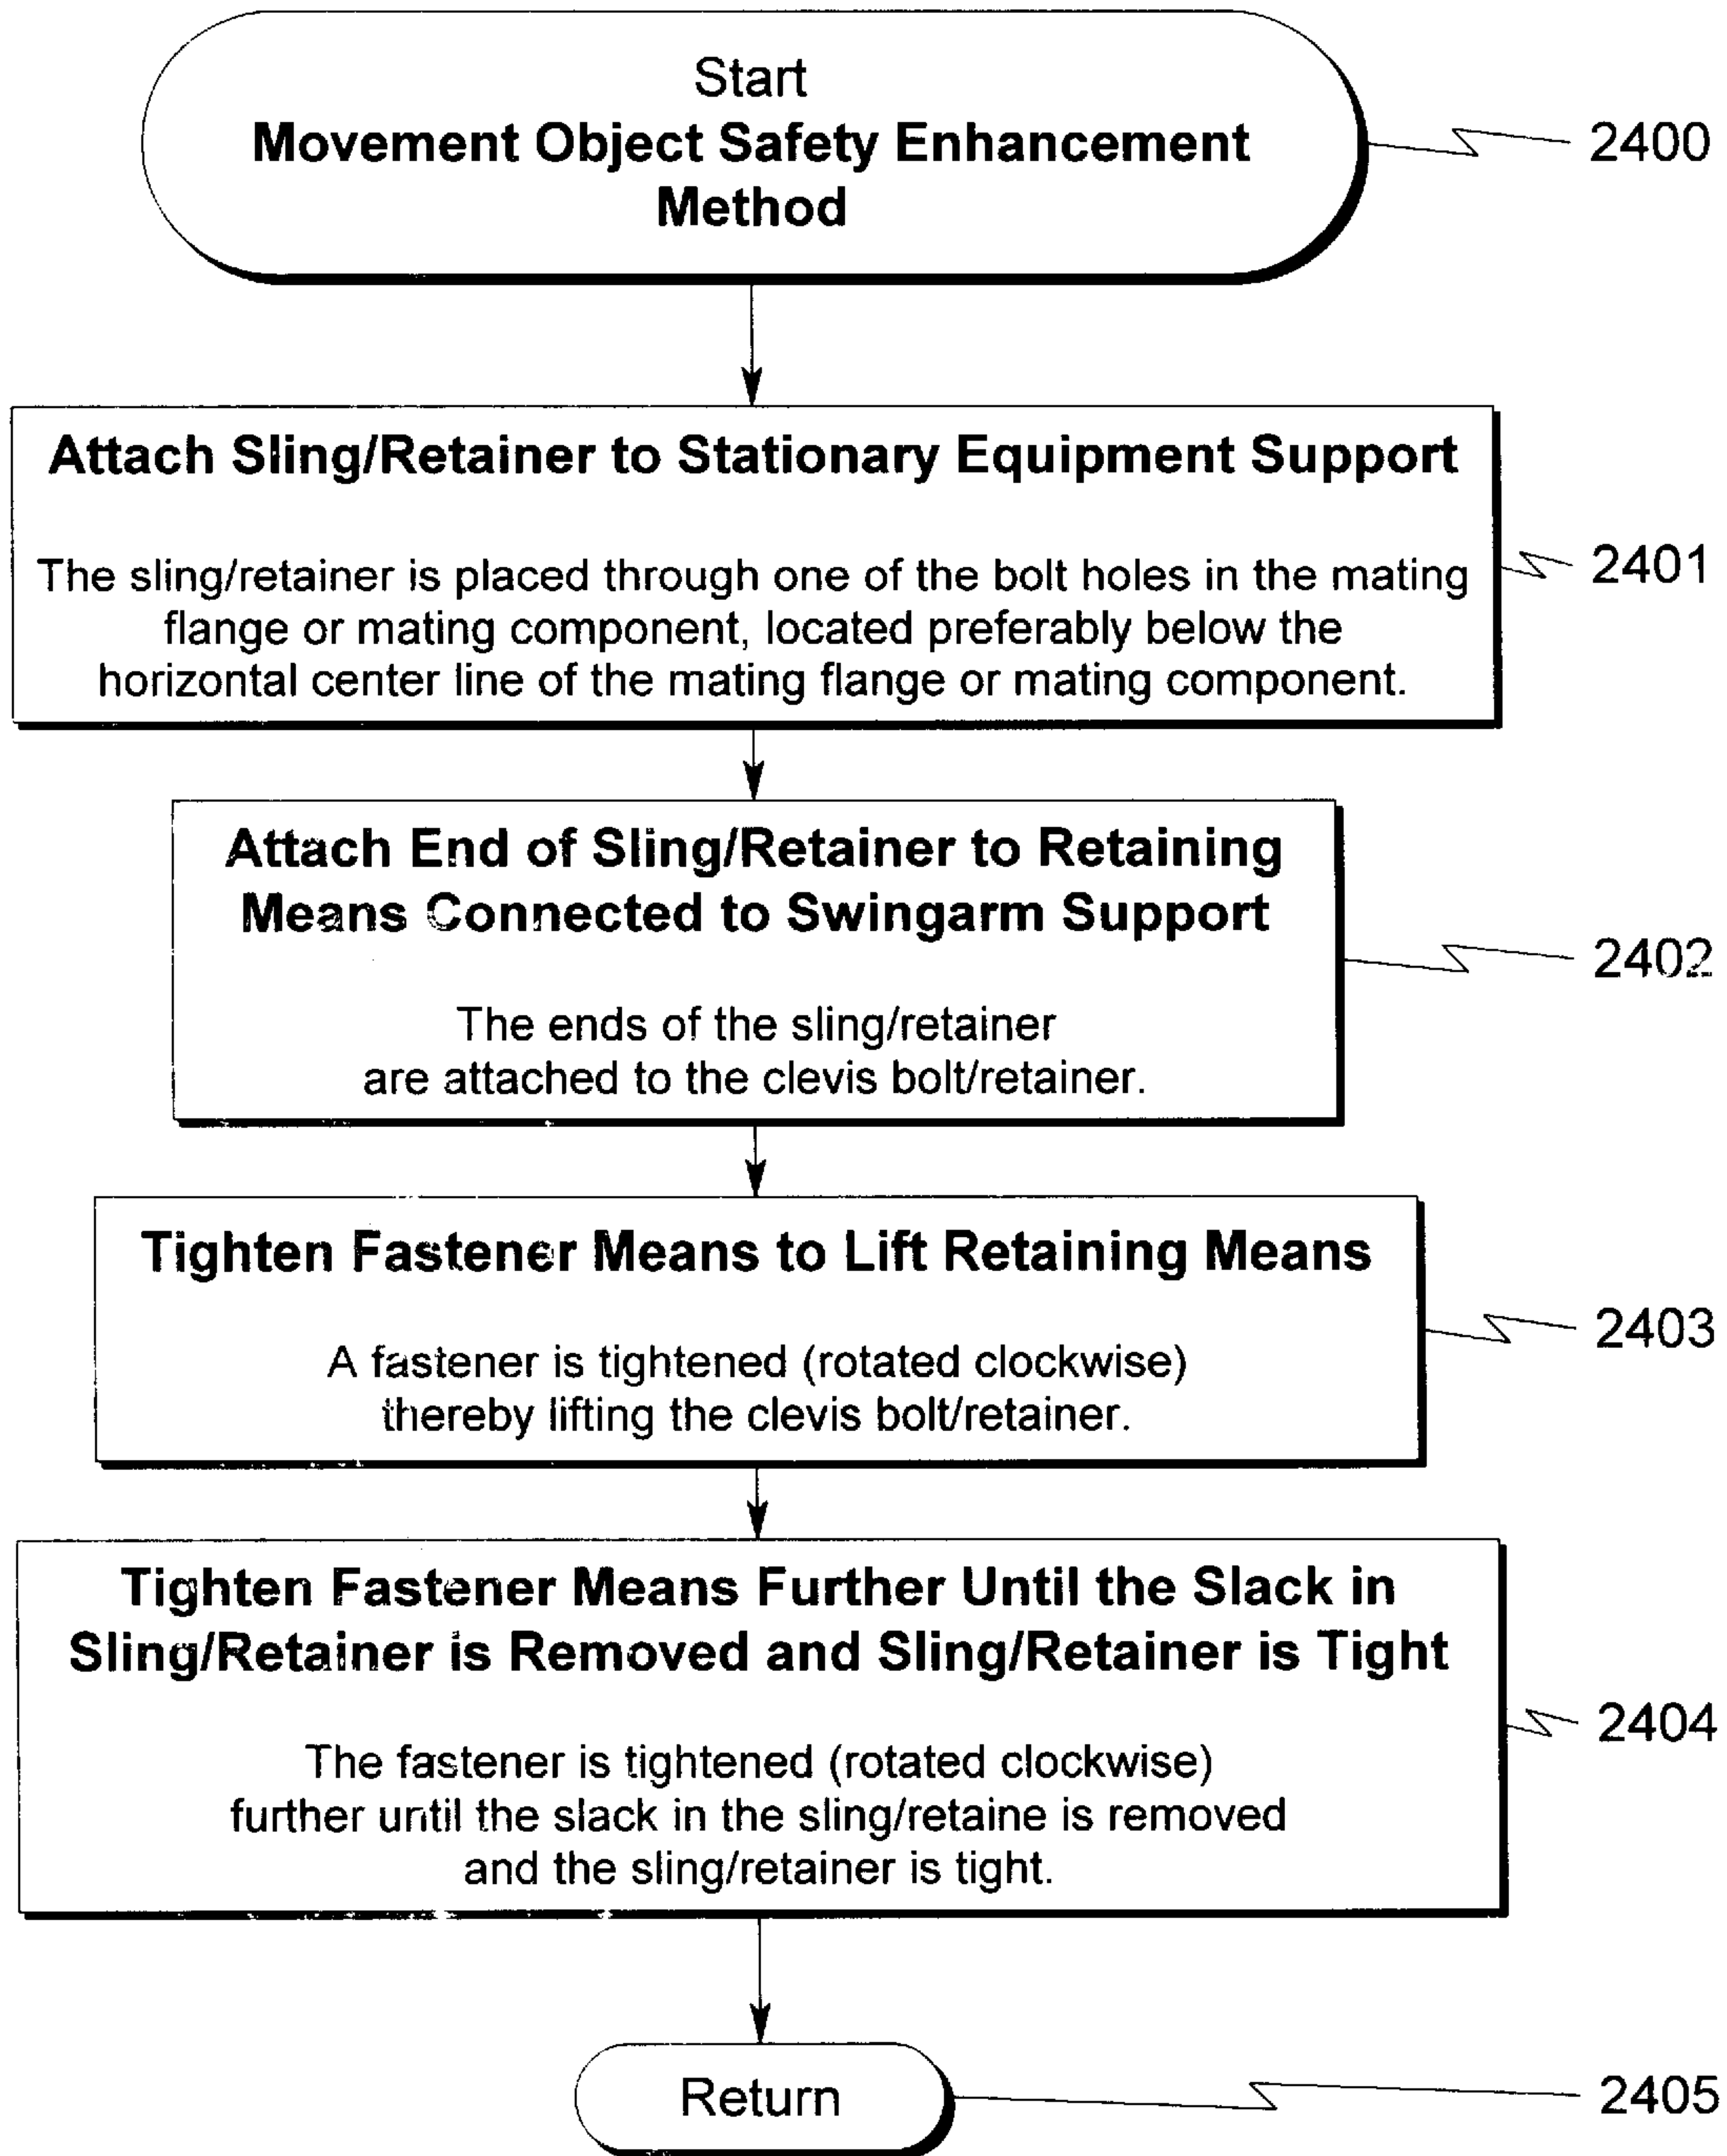 Start
Movement Object Safety Enhancement
Method
2400
Attach Sling/Retainer to Stationary Equipment Support
The sling/retainer is placed through one of the bolt holes in the mating
flange or mating component, located preferably below the
horizontal center line of the mating flange or mating component.
2401
Attach End of Sling/Retainer to Retaining
Means Connected to Swingarm Support
The ends of the sling/retainer
are attached to the clevis bolt/retainer.
2402
Tighten Fastener Means to Lift Retaining Means
A fastener is tightened (rotated clockwise)
thereby lifting the clevis bolt/retainer.
2403
Tighten Fastener Means Further Until the Slack in
Sling/Retainer is Removed and Sling/Retainer is Tight
The fastener is tightened (rotated clockwise)
further until the slack in the sling/retaine is removed
and the sling/retainer is tight.
2404
Return
2405